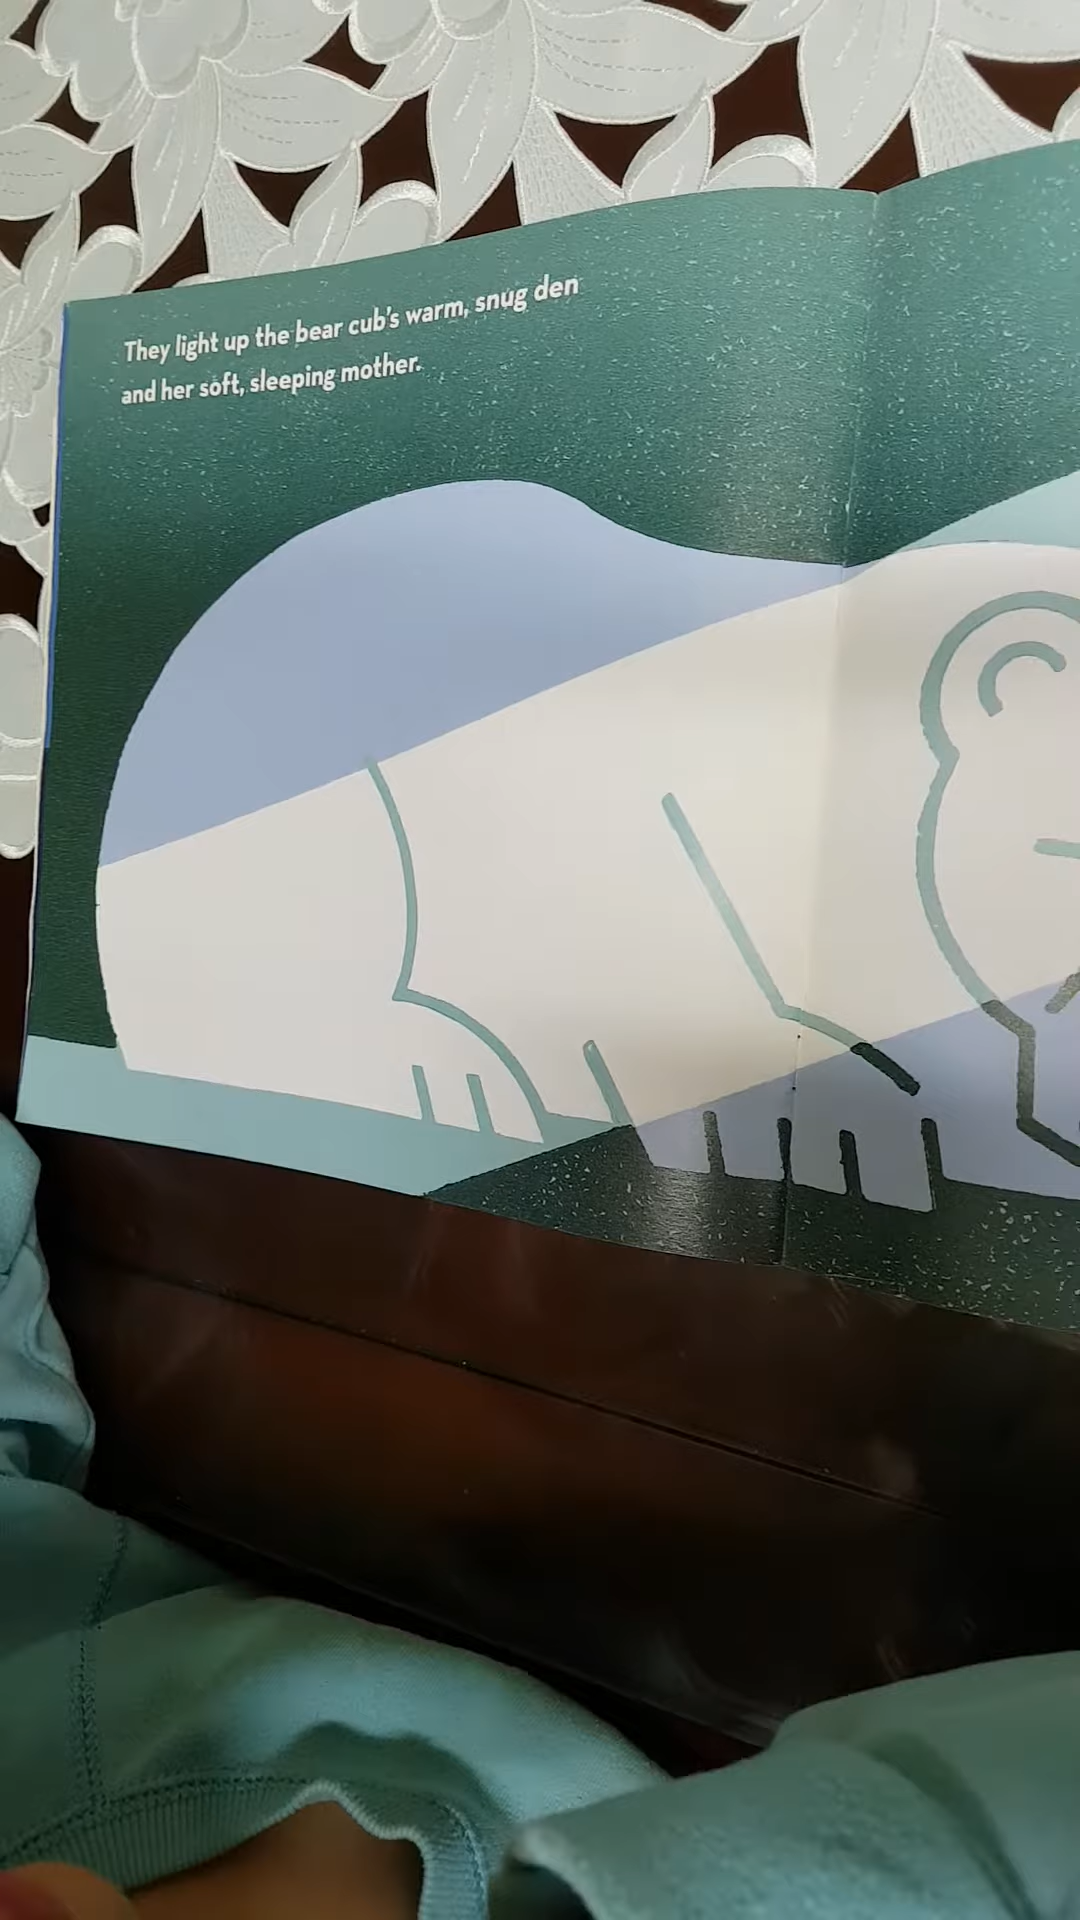 They light up the bear cub's warm, snug den
and her soft, sleeping mother.